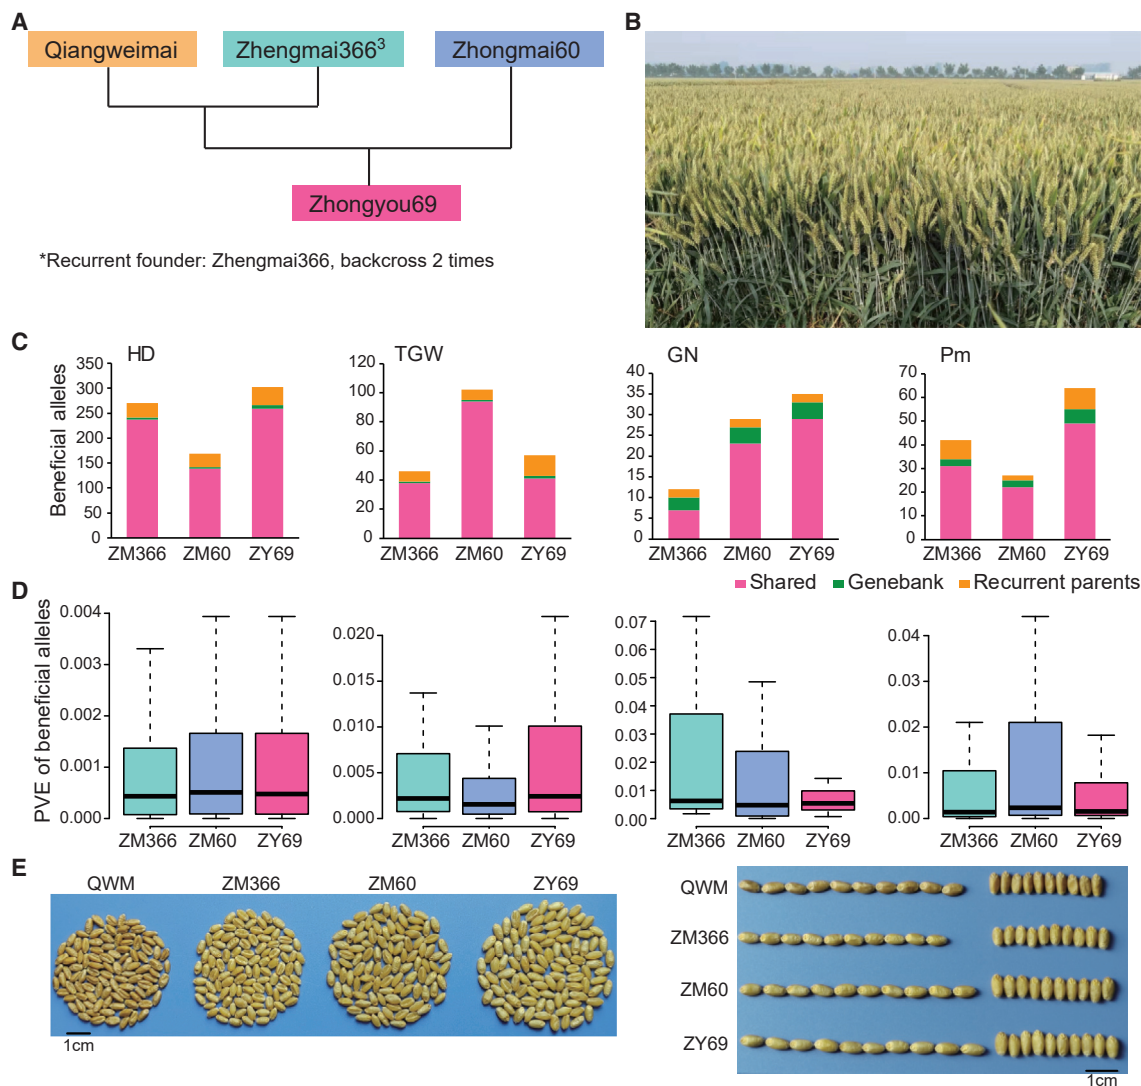 A
Qiangweimai
Zhengmai366³
Zhongmai60
Zhongyou69
*Recurrent founder: Zhengmai366, backcross 2 times
B
C
Beneficial alleles
HD
350
300
250
200
150
100
50
0
ZM366 ZM60 ZY69
TGW
120
100
80
60
40
20
0
ZM366 ZM60 ZY69
GN
40
35
30
25
20
15
10
5
0
ZM366 ZM60 ZY69
Pm
70
60
50
40
30
20
10
0
ZM366 ZM60 ZY69
Shared Genebank Recurrent parents
D
PVE of beneficial alleles
0.004
0.003
0.002
0.001
0.000
ZM366 ZM60 ZY69
0.020
0.015
0.010
0.005
0.000
ZM366 ZM60 ZY69
0.07
0.06
0.05
0.04
0.03
0.02
0.01
0.00
ZM366 ZM60 ZY69
0.04
0.03
0.02
0.01
0.00
ZM366 ZM60 ZY69
E
QWM ZM366 ZM60 ZY69
1cm
QWM
ZM366
ZM60
ZY69
1cm